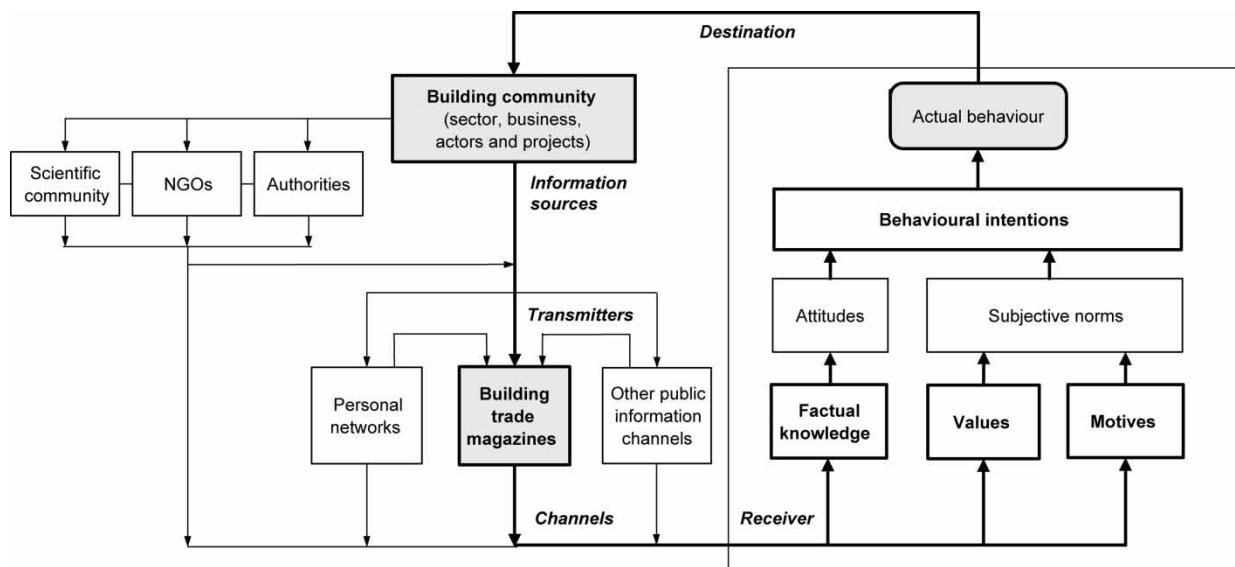 Destination
Building community
(sector, business,
actors and projects)
Actual behaviour
Scientific
community
NGOs
Authorities
Information
sources
Behavioural intentions
Transmitters
Attitudes
Subjective norms
Personal
networks
Building
trade
magazines
Other public
information
channels
Factual
knowledge
Values
Motives
Channels
Receiver